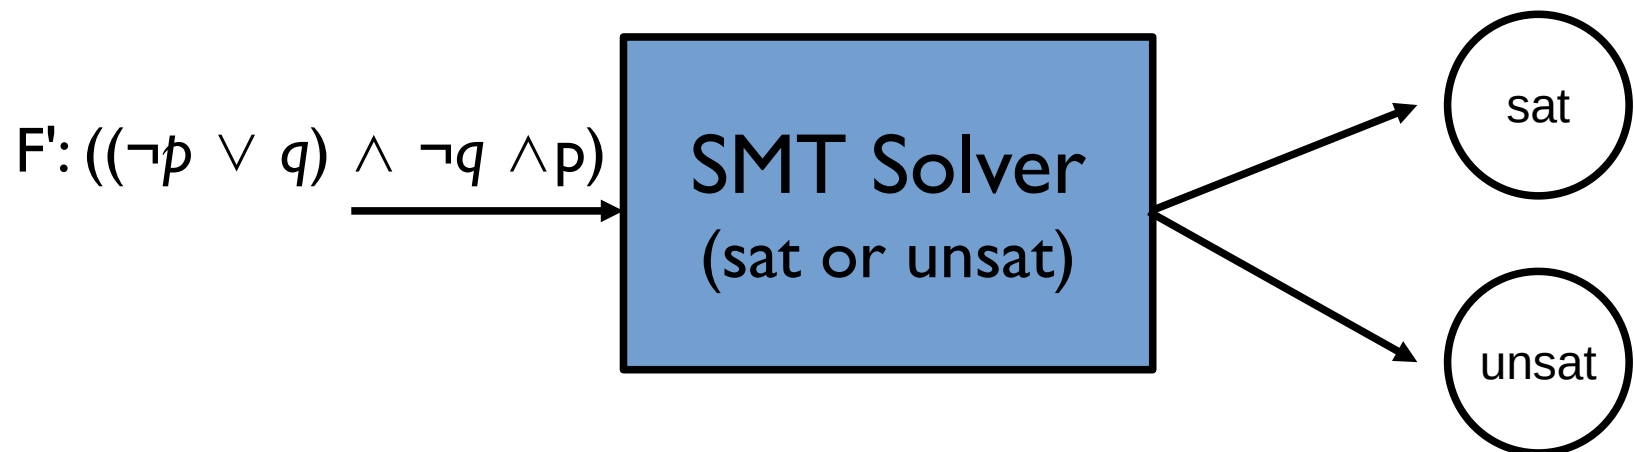 F': ((¬p ∨ q) ∧ ¬q ∧p)
SMT Solver
(sat or unsat)
sat
unsat